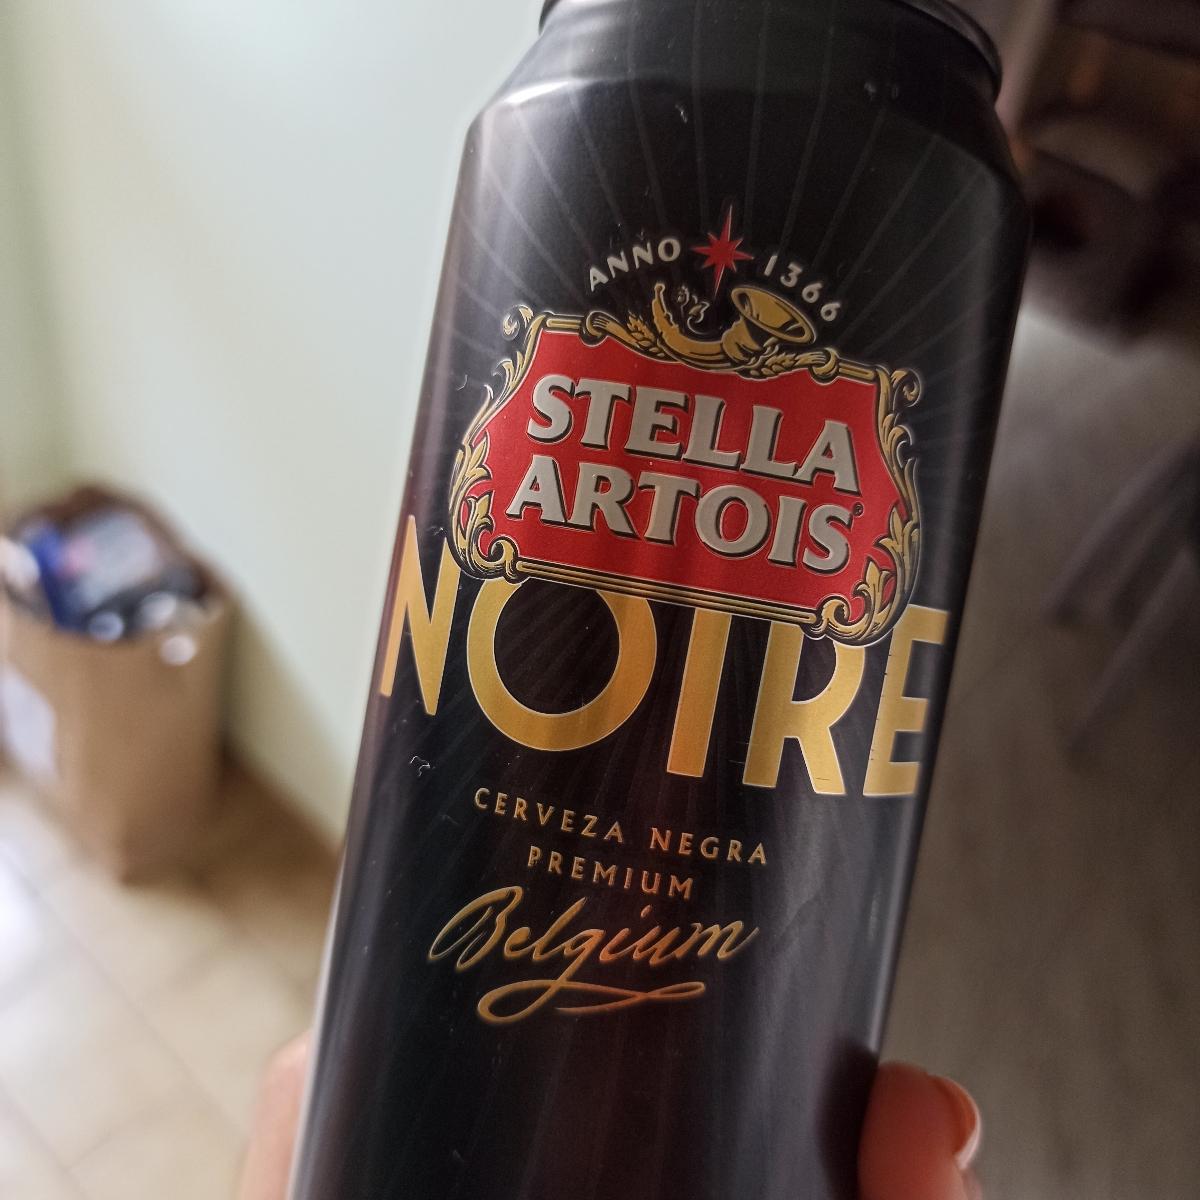 ANNO 1366
STELLA
ARTOIS
NOIRE
CERVEZA NEGRA
PREMIUM
Belgium